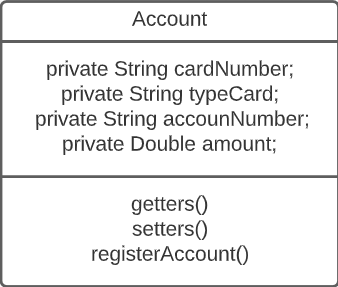 Account
private String cardNumber;
private String typeCard;
private String accounNumber;
private Double amount;
getters()
setters()
registerAccount()